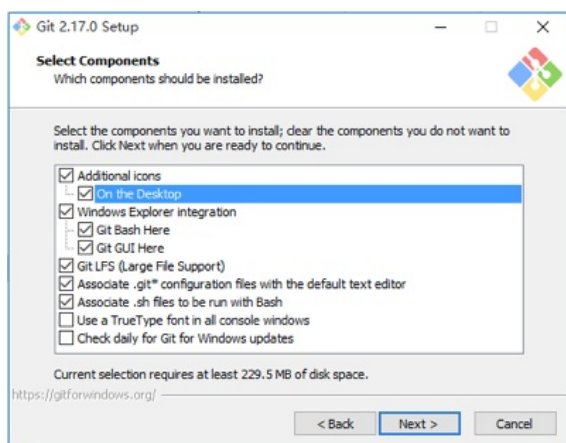 Git 2.17.0 Setup
Select Components
Which components should be installed?
Select the components you want to install; clear the components you do not want to
install. Click Next when you are ready to continue.
Additional icons
On the Desktop
Windows Explorer integration
Git Bash Here
Git GUI Here
Git LFS (Large File Support)
Associate .git* configuration files with the default text editor
Associate .sh files to be run with Bash
Use a TrueType font in all console windows
Check daily for Git for Windows updates
Current selection requires at least 229.5 MB of disk space.
https://gitforwindows.org/
< Back Next > Cancel